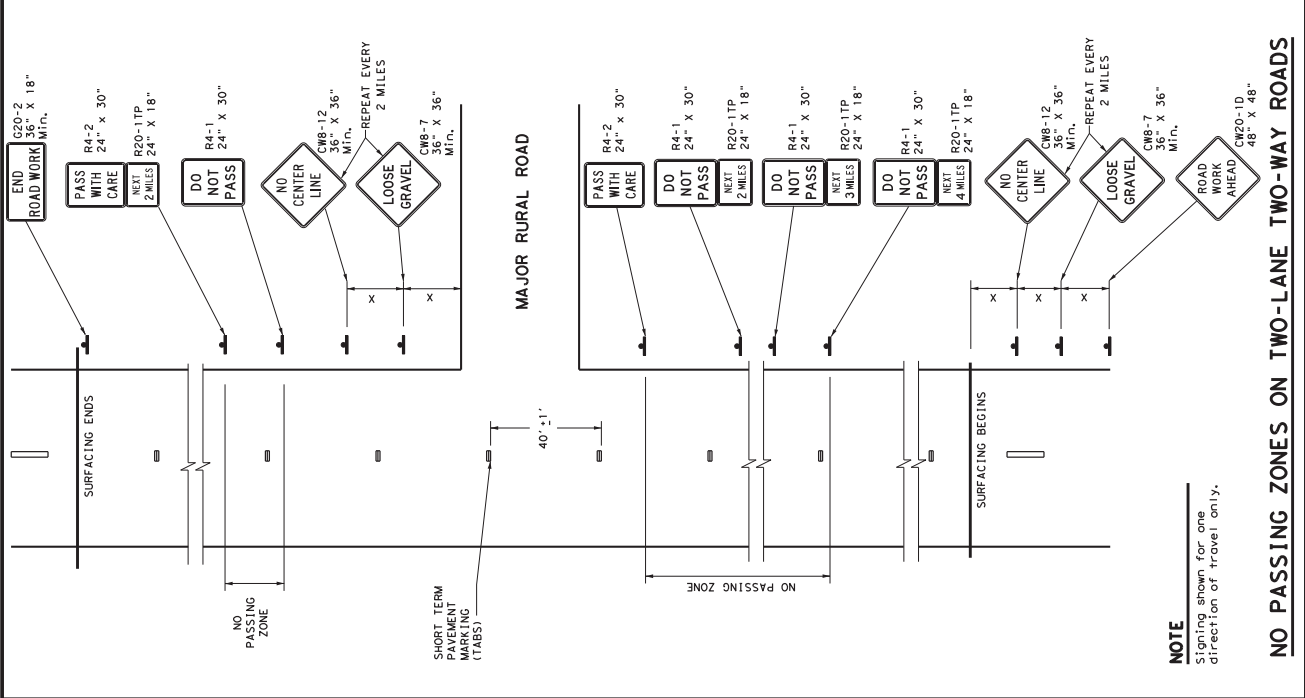 END
ROAD WORK
G20-2
36" X 18"
Min.
PASS
WITH
CARE
R4-2
24" X 30"
NEXT
2 MILES
R20-1TP
24" X 18"
DO
NOT
PASS
R4-1
24" X 30"
NO
CENTER
LINE
CW8-12
36" X 36"
Min.
REPEAT EVERY
2 MILES
LOOSE
GRAVEL
CW8-7
36" X 36"
Min.
X
X
SURFACING ENDS
NO
PASSING
ZONE
MAJOR RURAL ROAD
40'±1'
SHORT TERM
PAVEMENT
MARKING
(TABS)
PASS
WITH
CARE
R4-2
24" X 30"
DO
NOT
PASS
R4-1
24" X 30"
NEXT
2 MILES
R20-1TP
24" X 18"
DO
NOT
PASS
R4-1
24" X 30"
NEXT
3 MILES
R20-1TP
24" X 18"
DO
NOT
PASS
R4-1
24" X 30"
NEXT
4 MILES
R20-1TP
24" X 18"
NO PASSING ZONE
NO
CENTER
LINE
CW8-12
36" X 36"
Min.
REPEAT EVERY
2 MILES
LOOSE
GRAVEL
CW8-7
36" X 36"
Min.
ROAD
WORK
AHEAD
CW20-1D
48" X 48"
X
X
X
SURFACING BEGINS
NOTE
Signing shown for one
direction of travel only.
NO PASSING ZONES ON TWO-LANE TWO-WAY ROADS